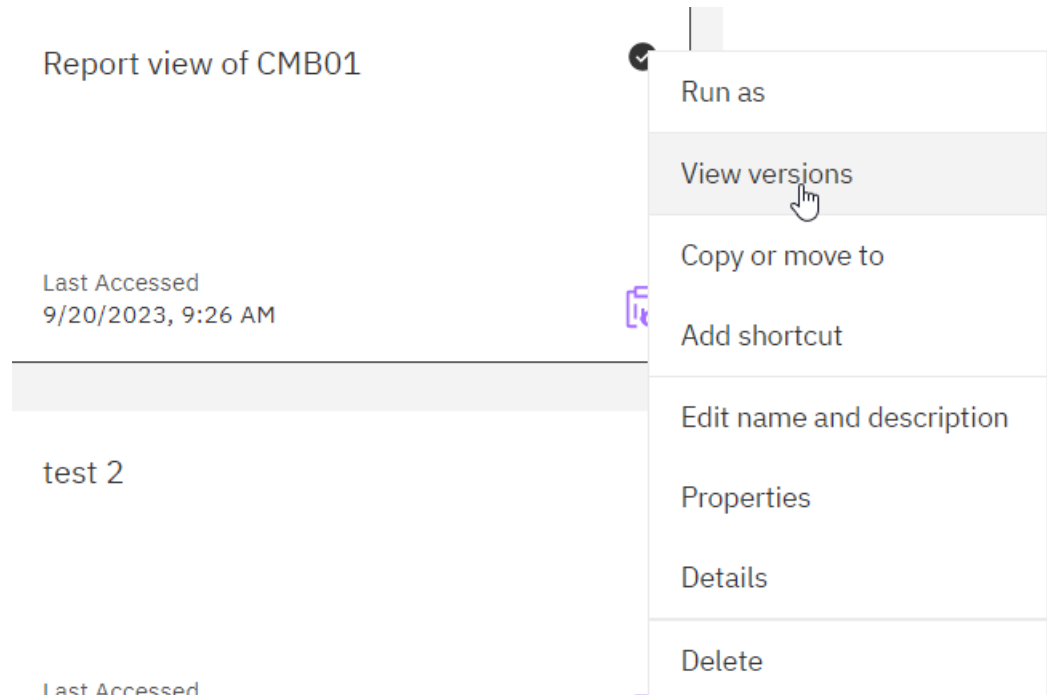 Report view of CMB01
Last Accessed
9/20/2023, 9:26 AM
test 2
Last Accessed
Run as
View versions
Copy or move to
Add shortcut
Edit name and description
Properties
Details
Delete